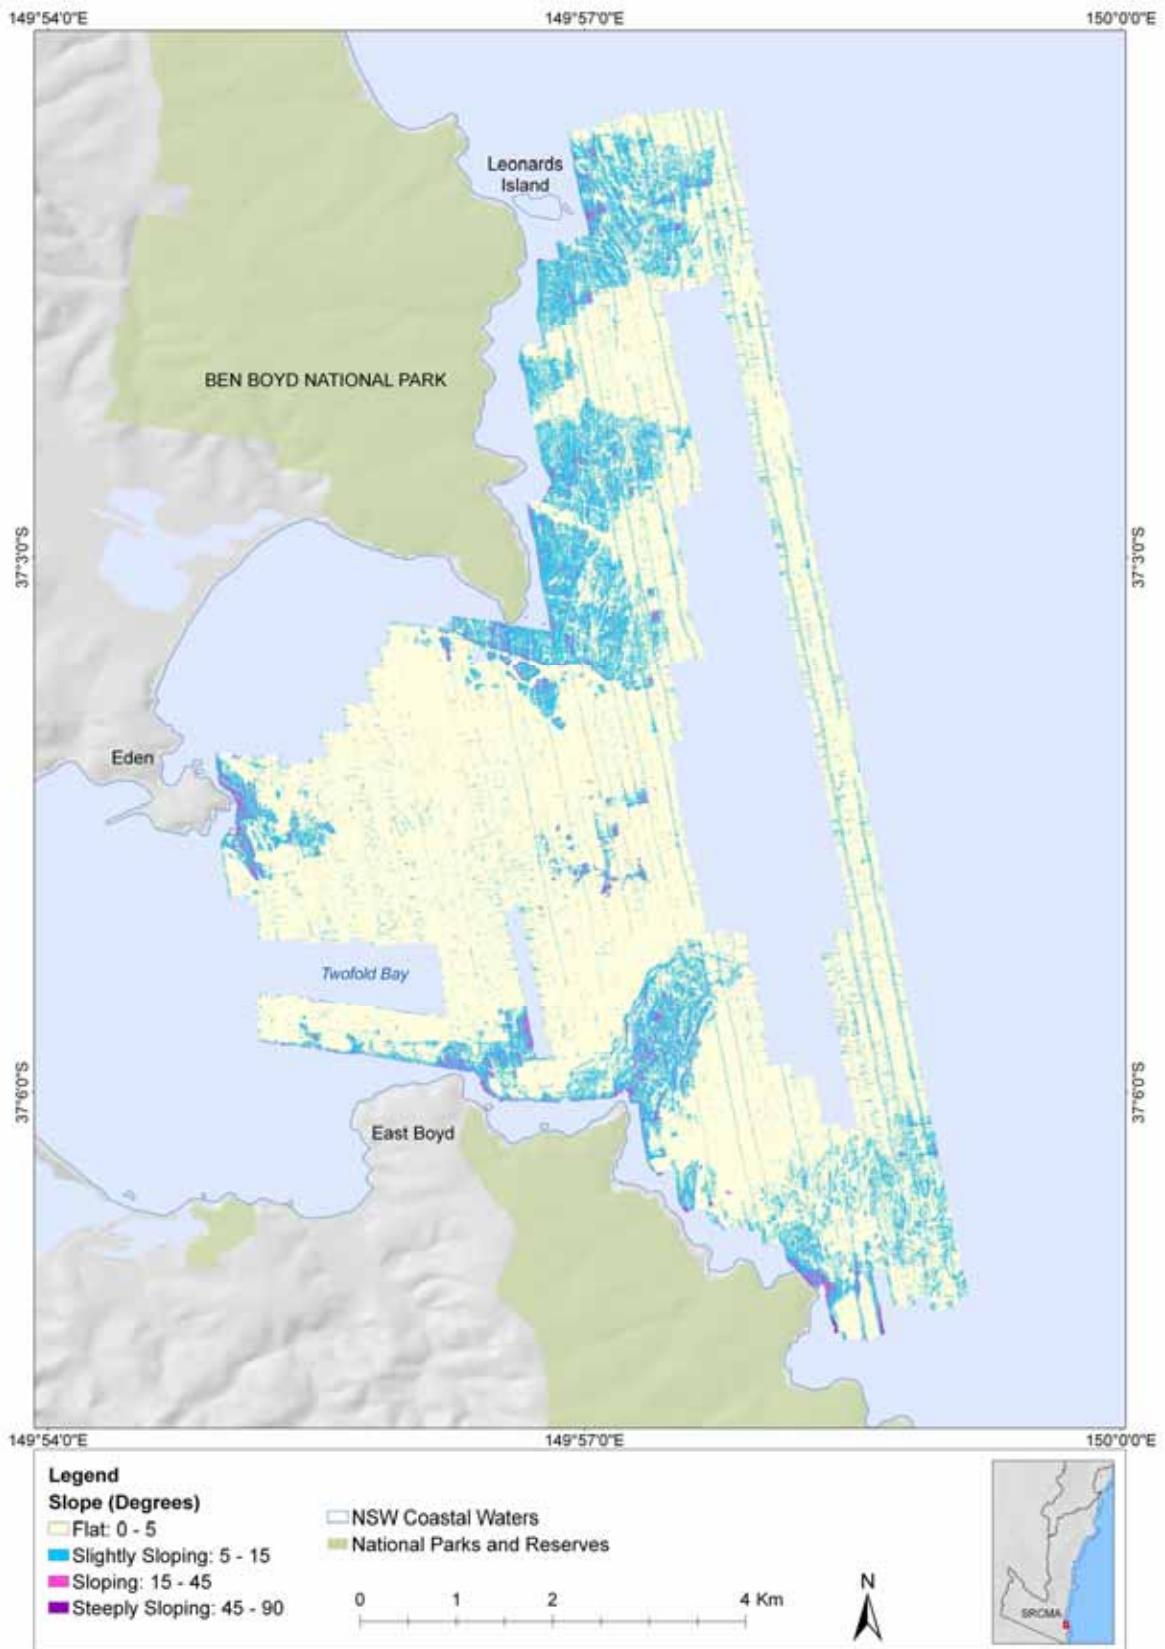 149°54'0"E 149°57'0"E 150°0'0"E
Leonards
Island
BEN BOYD NATIONAL PARK
37°3'0"S 37°3'0"S
Eden
Twofold Bay
37°6'0"S 37°6'0"S
East Boyd
149°54'0"E 149°57'0"E 150°0'0"E
Legend
Slope (Degrees)
Flat: 0 - 5
Slightly Sloping: 5 - 15
Sloping: 15 - 45
Steeply Sloping: 45 - 90
NSW Coastal Waters
National Parks and Reserves
0 1 2 4 Km
N
SRCMA